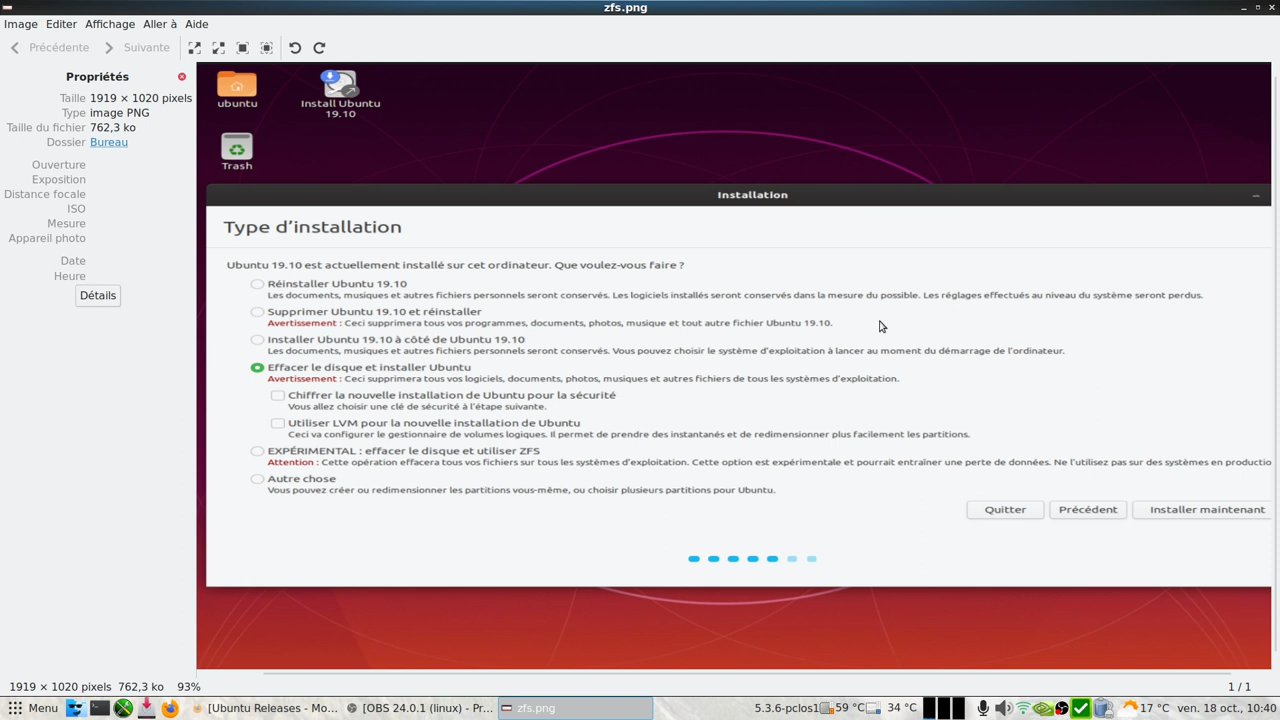 zfs.png
Image Editer Affichage Aller à Aide
Précédente Suivante
Propriétés
Taille 1919 × 1020 pixels
Type image PNG
Taille du fichier 762,3 ko
Dossier Bureau
Ouverture
Exposition
Distance focale
ISO
Mesure
Appareil photo
Date
Heure
Détails
ubuntu
Install Ubuntu 19.10
Trash
Installation
Type d'installation
Ubuntu 19.10 est actuellement installé sur cet ordinateur. Que voulez-vous faire ?
Réinstaller Ubuntu 19.10
Les documents, musiques et autres fichiers personnels seront conservés. Les logiciels installés seront conservés dans la mesure du possible. Les réglages effectués au niveau du système seront perdus.
Supprimer Ubuntu 19.10 et réinstaller
Avertissement : Ceci supprimera tous vos programmes, documents, photos, musique et tout autre fichier Ubuntu 19.10.
Installer Ubuntu 19.10 à côté de Ubuntu 19.10
Les documents, musiques et autres fichiers personnels seront conservés. Vous pouvez choisir le système d'exploitation à lancer au moment du démarrage de l'ordinateur.
Effacer le disque et installer Ubuntu
Avertissement : Ceci supprimera tous vos logiciels, documents, photos, musiques et autres fichiers de tous les systèmes d'exploitation.
Chiffrer la nouvelle installation de Ubuntu pour la sécurité
Vous allez choisir une clé de sécurité à l'étape suivante.
Utiliser LVM pour la nouvelle installation de Ubuntu
Ceci va configurer le gestionnaire de volumes logiques. Il permet de prendre des instantanés et de redimensionner plus facilement les partitions.
EXPÉRIMENTAL : effacer le disque et utiliser ZFS
Attention : Cette opération effacera tous vos fichiers sur tous les systèmes d'exploitation. Cette option est expérimentale et pourrait entraîner une perte de données. Ne l'utilisez pas sur des systèmes en productio
Autre chose
Vous pouvez créer ou redimensionner les partitions vous-même, ou choisir plusieurs partitions pour Ubuntu.
Quitter Précédent Installer maintenant
1919 × 1020 pixels 762,3 ko 93% 1 / 1
Menu [Ubuntu Releases - Mo... [OBS 24.0.1 (linux) - Pr... zfs.png 5.3.6-pclos1 59 °C 34 °C 17 °C ven. 18 oct., 10:40